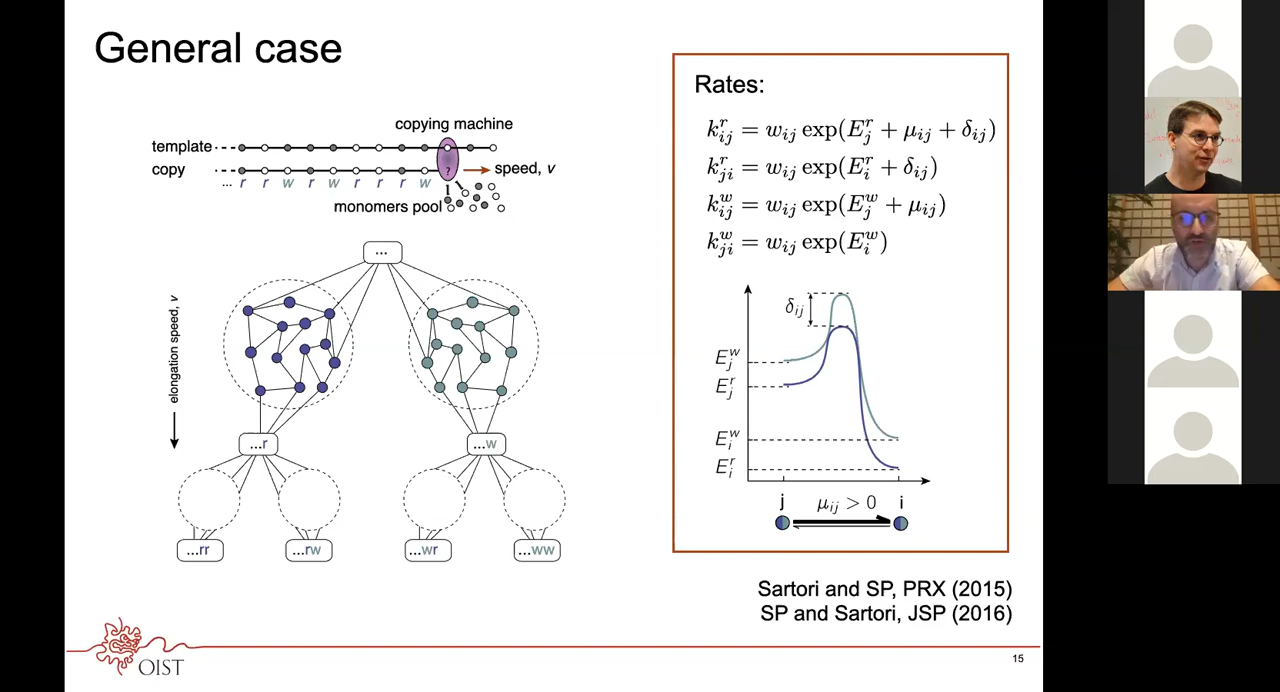 General case
copying machine
template
copy
speed, v
?
... r r w r w r r r w
monomers pool
...
elongation speed, v
...r
...w
...rr
...rw
...wr
...ww
Rates:
k^r_{ij} = w_{ij} exp(E^r_j + μ_{ij} + δ_{ij})
k^r_{ji} = w_{ij} exp(E^r_i + δ_{ij})
k^w_{ij} = w_{ij} exp(E^w_j + μ_{ij})
k^w_{ji} = w_{ij} exp(E^w_i)
δ_{ij}
E^w_j
E^r_j
E^w_i
E^r_i
j μ_{ij} > 0 i
Sartori and SP, PRX (2015)
SP and Sartori, JSP (2016)
OIST
15